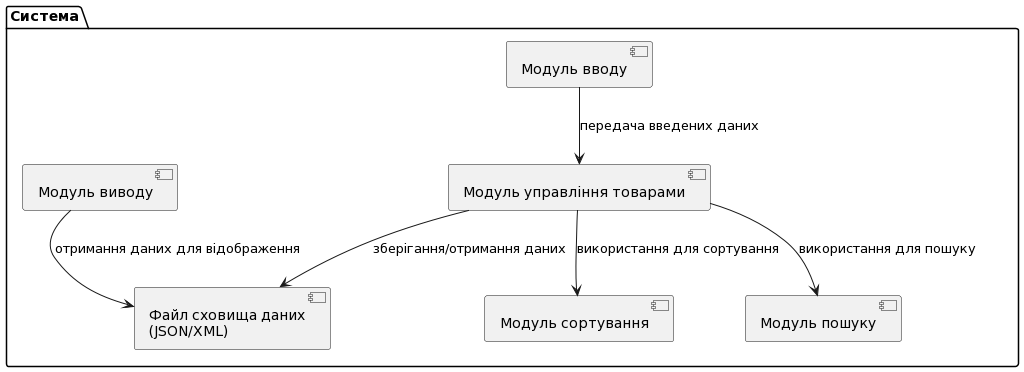 Система
Модуль вводу
передача введених даних
Модуль виводу
Модуль управління товарами
отримання даних для відображення
зберігання/отримання даних
використання для сортування
використання для пошуку
Файл сховища даних
(JSON/XML)
Модуль сортування
Модуль пошуку